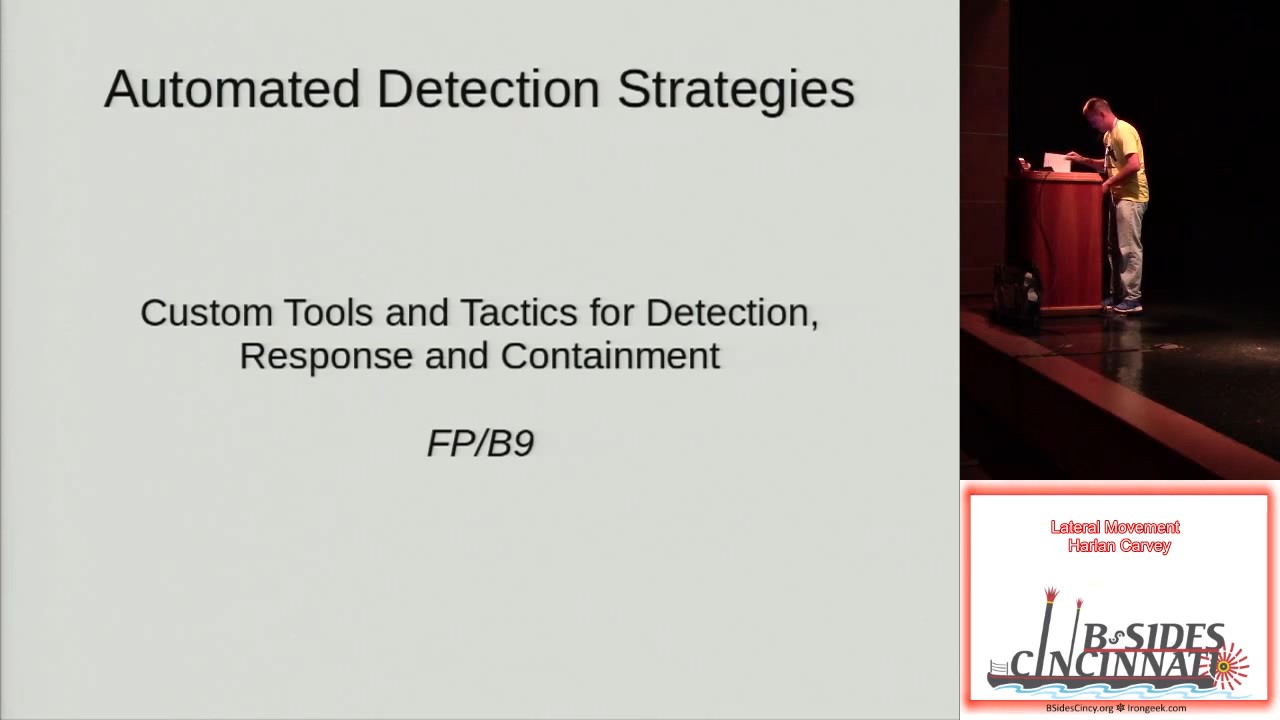 Automated Detection Strategies
Custom Tools and Tactics for Detection,
Response and Containment
FP/B9
Lateral Movement
Harlan Carvey
BSIDES
CINCINNATI
BSidesCincy.org ✽ Irongeek.com